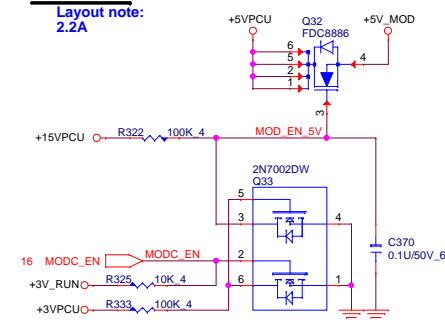 Layout note:
2.2A
+5VPCU
Q32
FDC8886
+5V_MOD
6
5
2
1
4
3
+15VPCU
R322
100K_4
MOD_EN_5V
2N7002DW
Q33
5
3
4
C370
0.1U/50V_6
16
MODC_EN
MODC_EN
2
+3V_RUN
R325
10K_4
6
1
+3VPCU
R333
100K_4